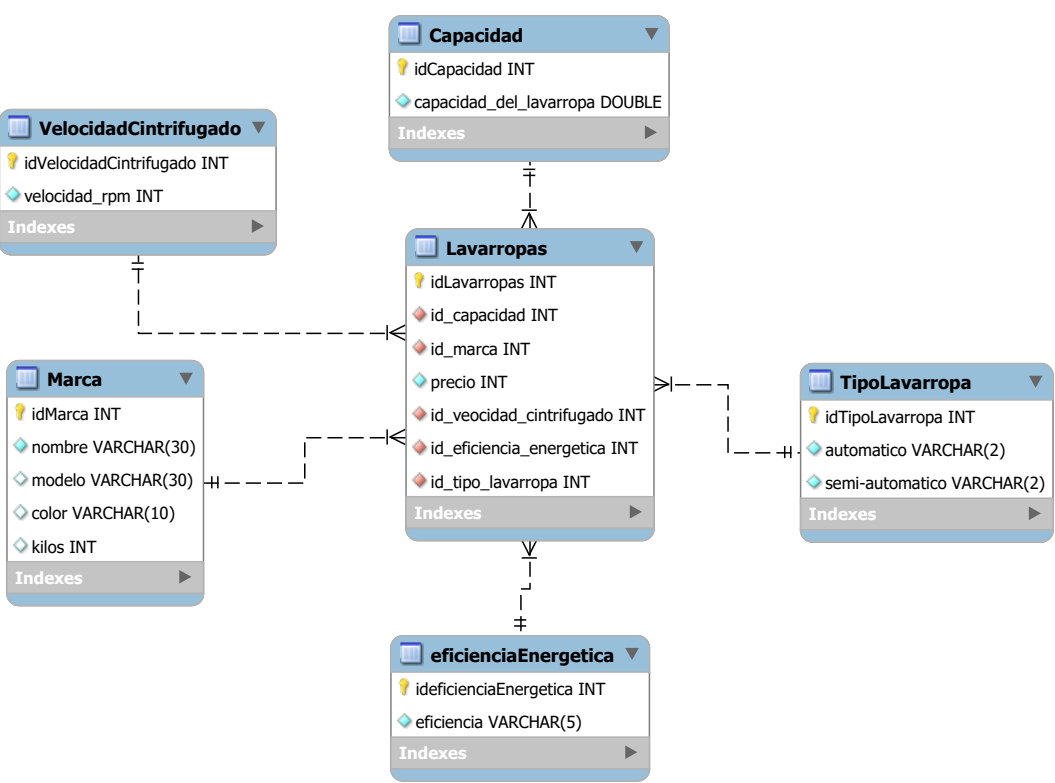 Capacidad
idCapacidad INT
capacidad_del_lavarropa DOUBLE
Indexes
VelocidadCintrifugado
idVelocidadCintrifugado INT
velocidad_rpm INT
Indexes
Lavarropas
idLavarropas INT
id_capacidad INT
id_marca INT
precio INT
id_veocidad_cintrifugado INT
id_eficiencia_energetica INT
id_tipo_lavarropa INT
Indexes
Marca
idMarca INT
nombre VARCHAR(30)
modelo VARCHAR(30)
color VARCHAR(10)
kilos INT
Indexes
TipoLavarropa
idTipoLavarropa INT
automatico VARCHAR(2)
semi-automatico VARCHAR(2)
Indexes
eficienciaEnergetica
ideficienciaEnergetica INT
eficiencia VARCHAR(5)
Indexes